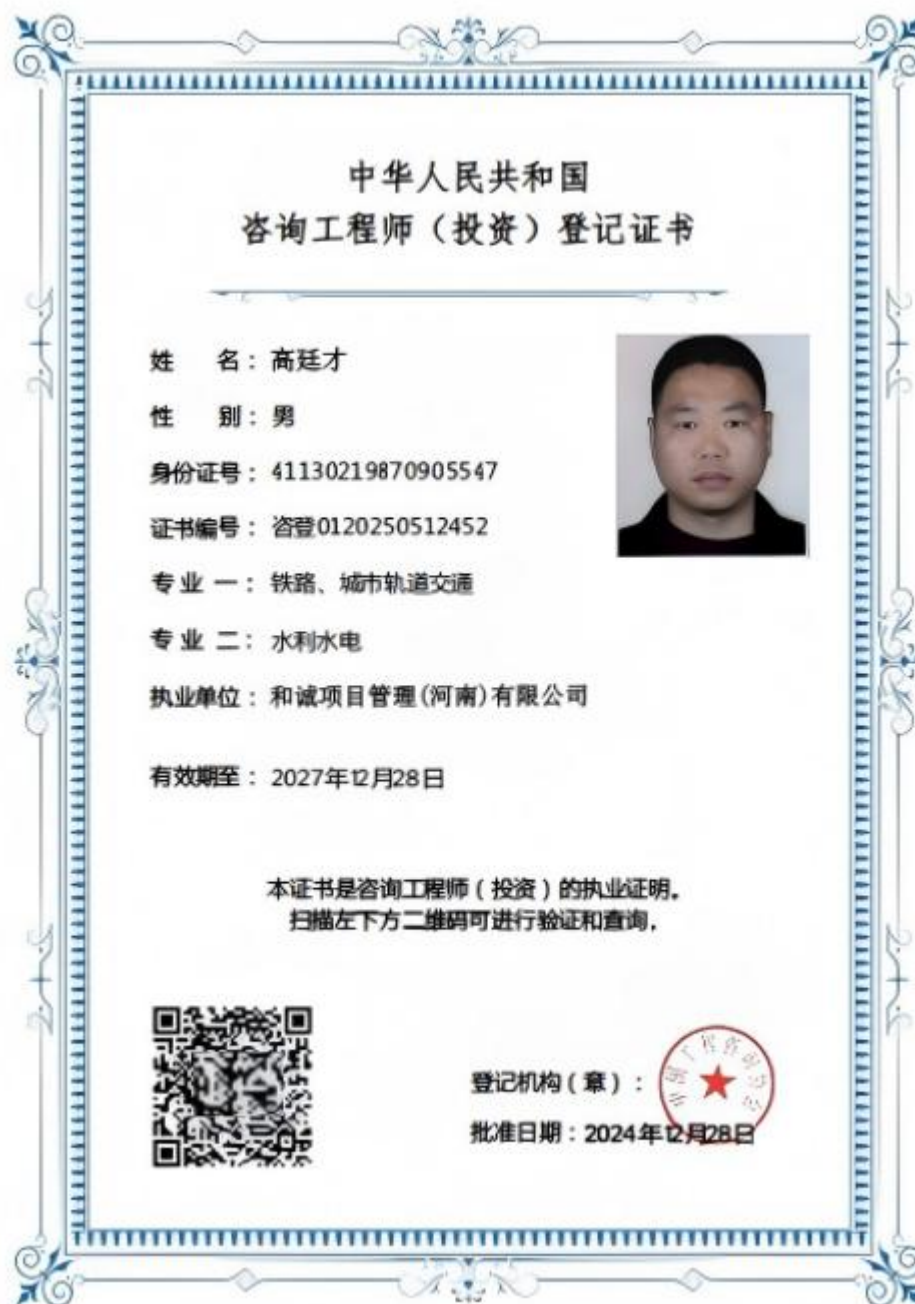 中华人民共和国
咨询工程师（投资）登记证书
姓 名：高廷才
性 别：男
身份证号：41130219870905547
证书编号：咨登0120250512452
专业 一：铁路、城市轨道交通
专业 二：水利水电
执业单位：和诚项目管理(河南)有限公司
有效期至：2027年12月28日
本证书是咨询工程师（投资）的执业证明。
扫描左下方二维码可进行验证和查询。
登记机构（章）：
批准日期：2024年12月28日